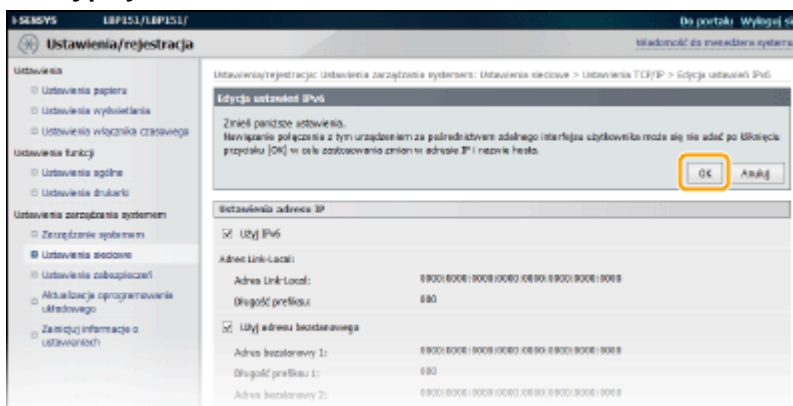 i-SENSYS LBP151/LBP151/ Do portalu Wyloguj si
Ustawienia/rejestracja Wiadomość do menedżera systemu
Ustawienia
Ustawienia papieru
Ustawienia wyświetlania
Ustawienia włącznika czasowego
Ustawienia funkcji
Ustawienia ogólne
Ustawienia drukarki
Ustawienia zarządzania systemem
Zarządzanie systemem
Ustawienia sieciowe
Ustawienia zabezpieczeń
Aktualizacja oprogramowania
układowego
Zainicjuj informacje o
ustawieniach
Ustawienia/rejestracja: Ustawienia zarządzania systemem: Ustawienia sieciowe > Ustawienia TCP/IP > Edycja ustawień IPv6
Edycja ustawień IPv6
Zmień poniższe ustawienia.
Nawiązanie połączenia z tym urządzeniem za pośrednictwem zdalnego interfejsu użytkownika może się nie udać po kliknięciu
przycisku [OK] w celu zastosowania zmian w adresie IP i nazwie hosta.
OK Anuluj
Ustawienia adresu IP
Użyj IPv6
Adres Link-Local:
Adres Link-Local: 0000:0000:0000:0000:0000:0000:0000:0000
Długość prefiksu: 000
Użyj adresu bezstanowego
Adres bezstanowy 1: 0000:0000:0000:0000:0000:0000:0000:0000
Długość prefiksu 1: 000
Adres bezstanowy 2: 0000:0000:0000:0000:0000:0000:0000:0000